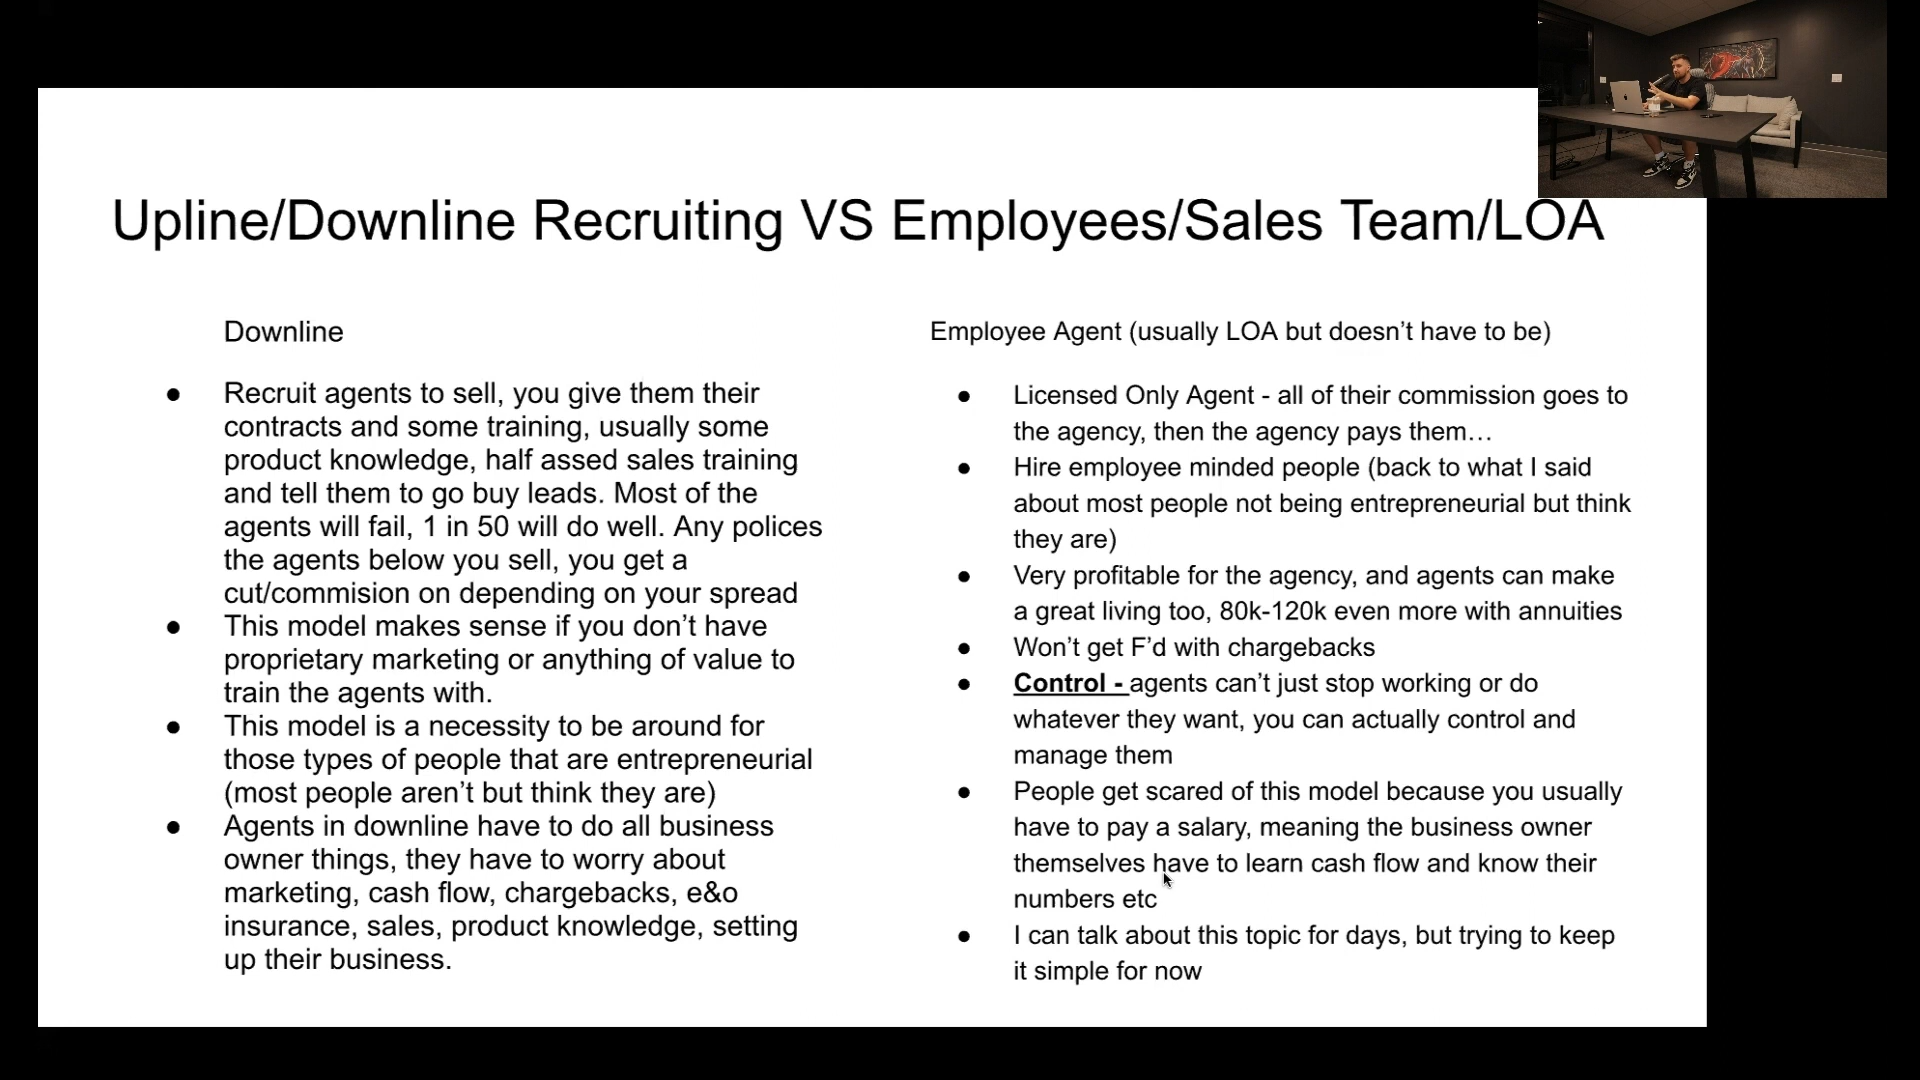 Upline/Downline Recruiting VS Employees/Sales Team/LOA
Downline
● Recruit agents to sell, you give them their
contracts and some training, usually some
product knowledge, half assed sales training
and tell them to go buy leads. Most of the
agents will fail, 1 in 50 will do well. Any polices
the agents below you sell, you get a
cut/commision on depending on your spread
● This model makes sense if you don’t have
proprietary marketing or anything of value to
train the agents with.
● This model is a necessity to be around for
those types of people that are entrepreneurial
(most people aren’t but think they are)
● Agents in downline have to do all business
owner things, they have to worry about
marketing, cash flow, chargebacks, e&o
insurance, sales, product knowledge, setting
up their business.
Employee Agent (usually LOA but doesn’t have to be)
● Licensed Only Agent - all of their commission goes to
the agency, then the agency pays them…
● Hire employee minded people (back to what I said
about most people not being entrepreneurial but think
they are)
● Very profitable for the agency, and agents can make
a great living too, 80k-120k even more with annuities
● Won’t get F’d with chargebacks
● Control - agents can’t just stop working or do
whatever they want, you can actually control and
manage them
● People get scared of this model because you usually
have to pay a salary, meaning the business owner
themselves have to learn cash flow and know their
numbers etc
● I can talk about this topic for days, but trying to keep
it simple for now